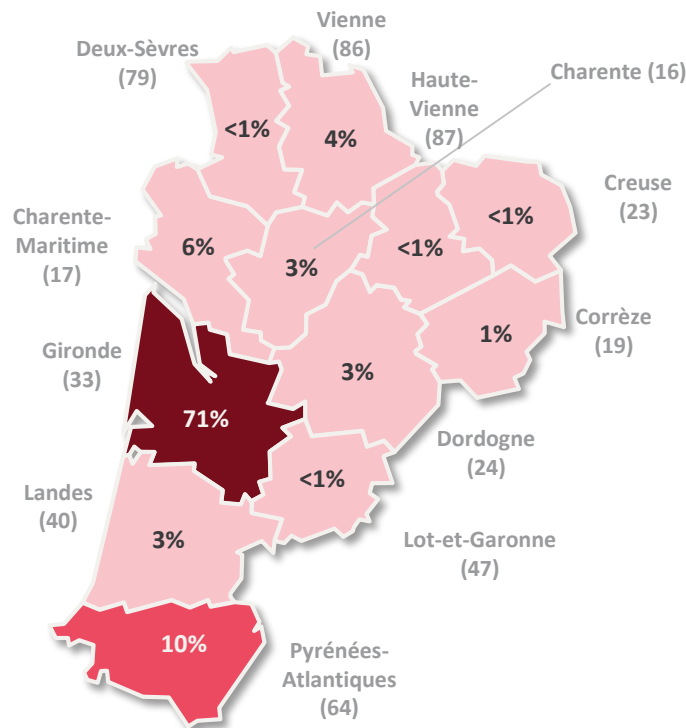 Vienne
(86)
Deux-Sèvres
(79)
Charente (16)
Haute-
Vienne
(87)
<1%
4%
Creuse
(23)
<1%
Charente-
Maritime
(17)
6%
3%
<1%
Gironde
(33)
Corrèze
(19)
1%
3%
71%
Dordogne
(24)
<1%
Landes
(40)
3%
Lot-et-Garonne
(47)
10%
Pyrénées-
Atlantiques
(64)